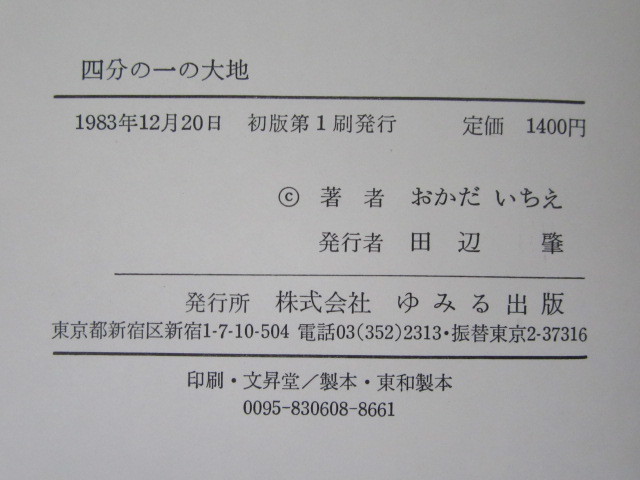 四分の一の大地
1983年12月20日 初版第1刷発行 定価 1400円
© 著者 おかだ いちえ
発行者 田辺 肇
発行所 株式会社 ゆみる出版
東京都新宿区新宿1-7-10-504 電話03(352)2313・振替東京2-37316
印刷・文昇堂／製本・東和製本
0095-830608-8661